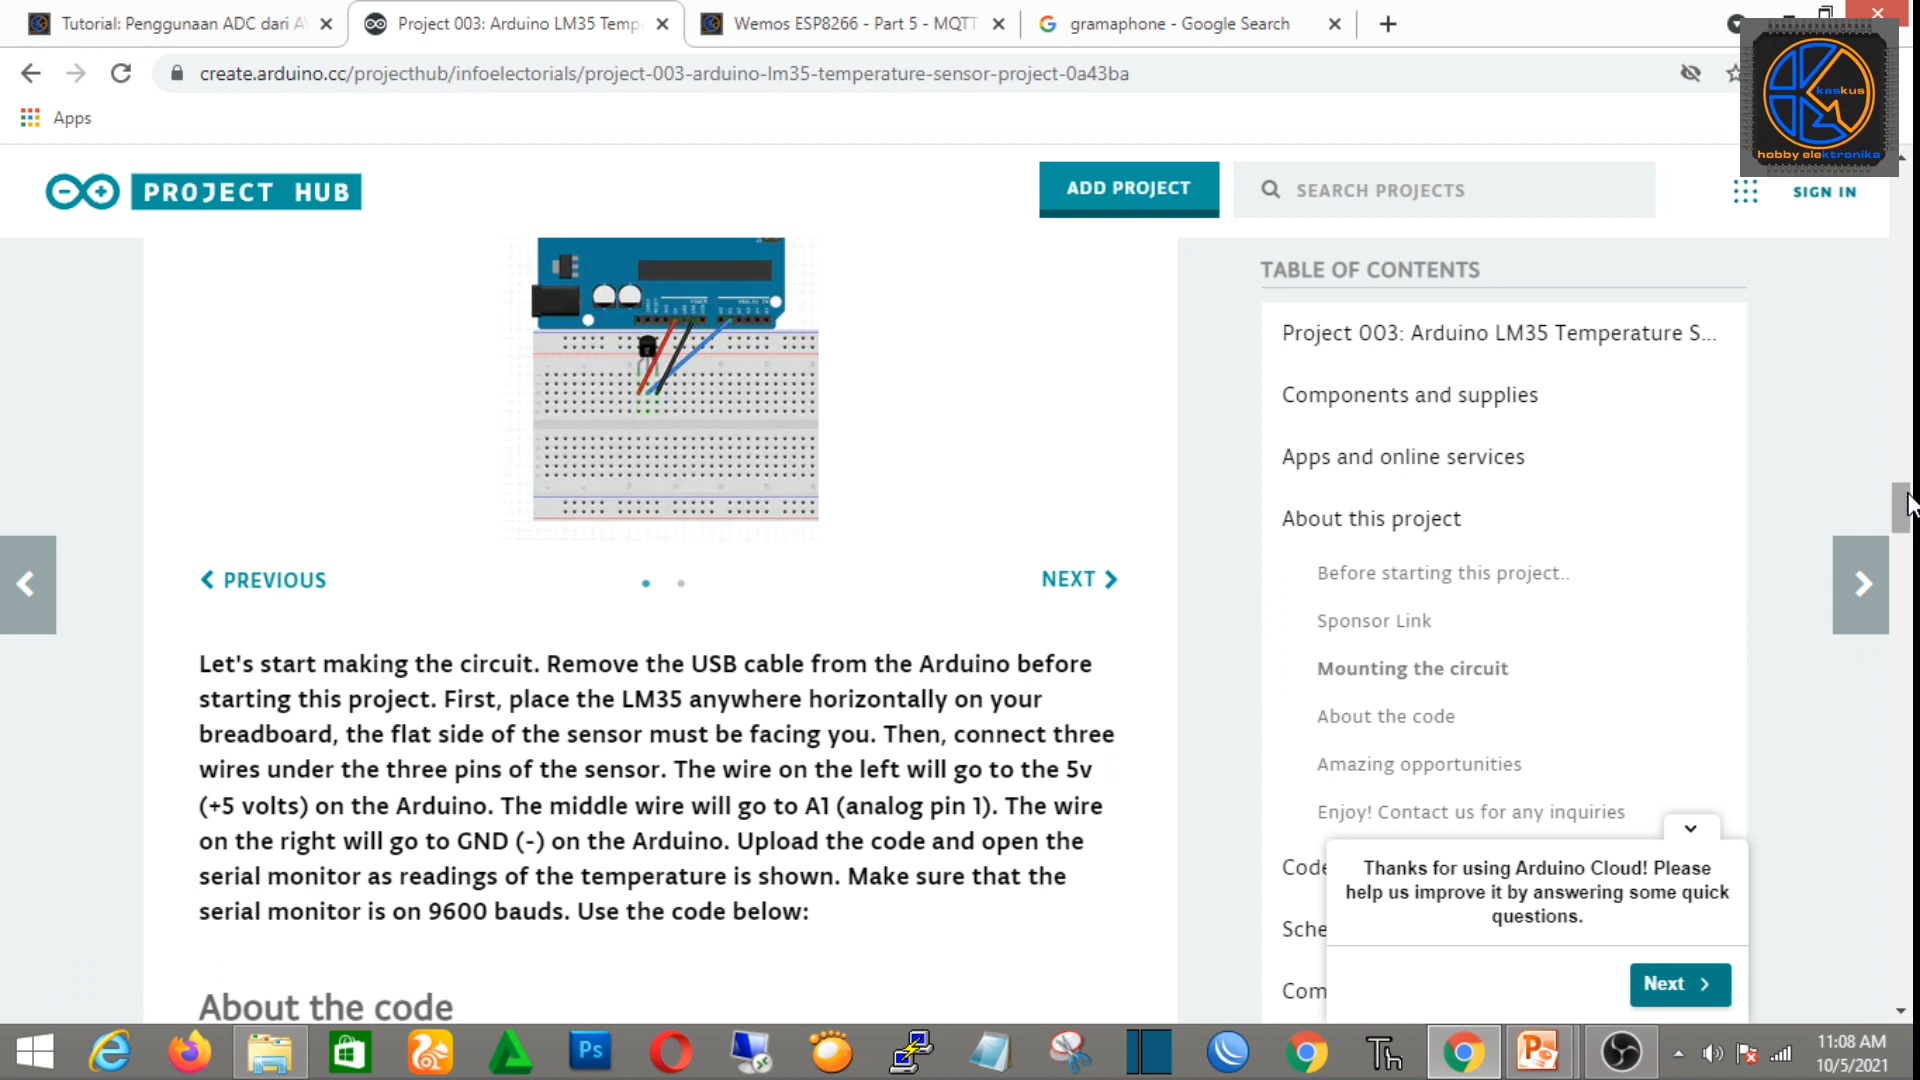 Tutorial: Penggunaan ADC dari A
Project 003: Arduino LM35 Temp
Wemos ESP8266 - Part 5 - MQTT
gramaphone - Google Search
create.arduino.cc/projecthub/infoelectorials/project-003-arduino-lm35-temperature-sensor-project-0a43ba
kaskus
hobby elektronika
Apps
PROJECT HUB
ADD PROJECT
SEARCH PROJECTS
SIGN IN
POWER
ANALOG IN
PREVIOUS
NEXT
Let's start making the circuit. Remove the USB cable from the Arduino before
starting this project. First, place the LM35 anywhere horizontally on your
breadboard, the flat side of the sensor must be facing you. Then, connect three
wires under the three pins of the sensor. The wire on the left will go to the 5v
(+5 volts) on the Arduino. The middle wire will go to A1 (analog pin 1). The wire
on the right will go to GND (-) on the Arduino. Upload the code and open the
serial monitor as readings of the temperature is shown. Make sure that the
serial monitor is on 9600 bauds. Use the code below:
About the code
TABLE OF CONTENTS
Project 003: Arduino LM35 Temperature S...
Components and supplies
Apps and online services
About this project
Before starting this project..
Sponsor Link
Mounting the circuit
About the code
Amazing opportunities
Enjoy! Contact us for any inquiries
Code
Sche
Com
Thanks for using Arduino Cloud! Please
help us improve it by answering some quick
questions.
Next
Ps
Th
11:08 AM
10/5/2021